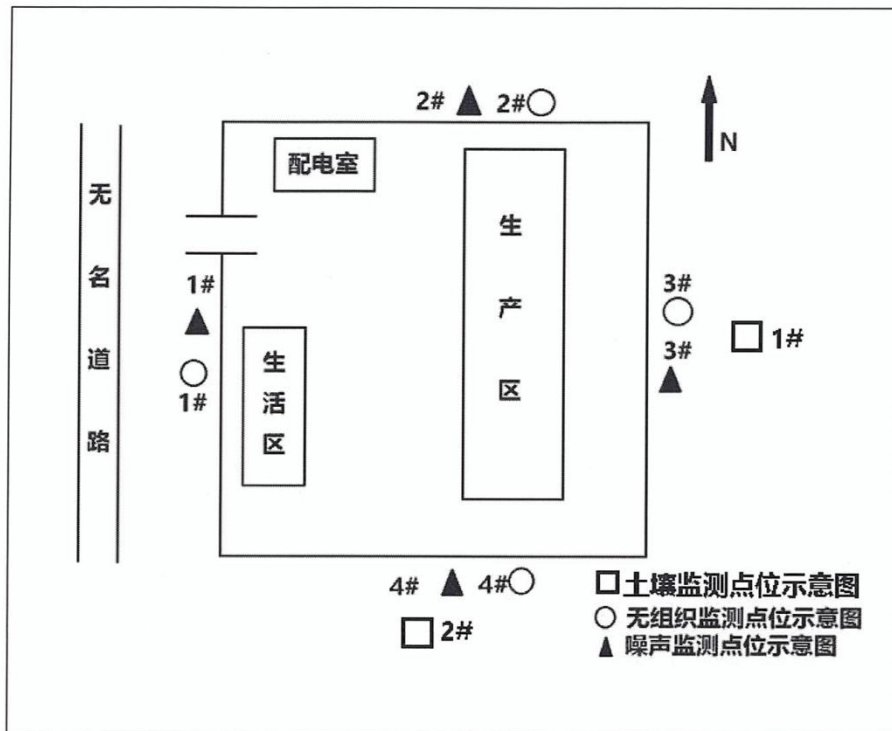 2# 2#
N
配电室
无名道路
生产区
1#
1#
生活区
3#
3#
1#
4# 4#
2#
土壤监测点位示意图
无组织监测点位示意图
噪声监测点位示意图